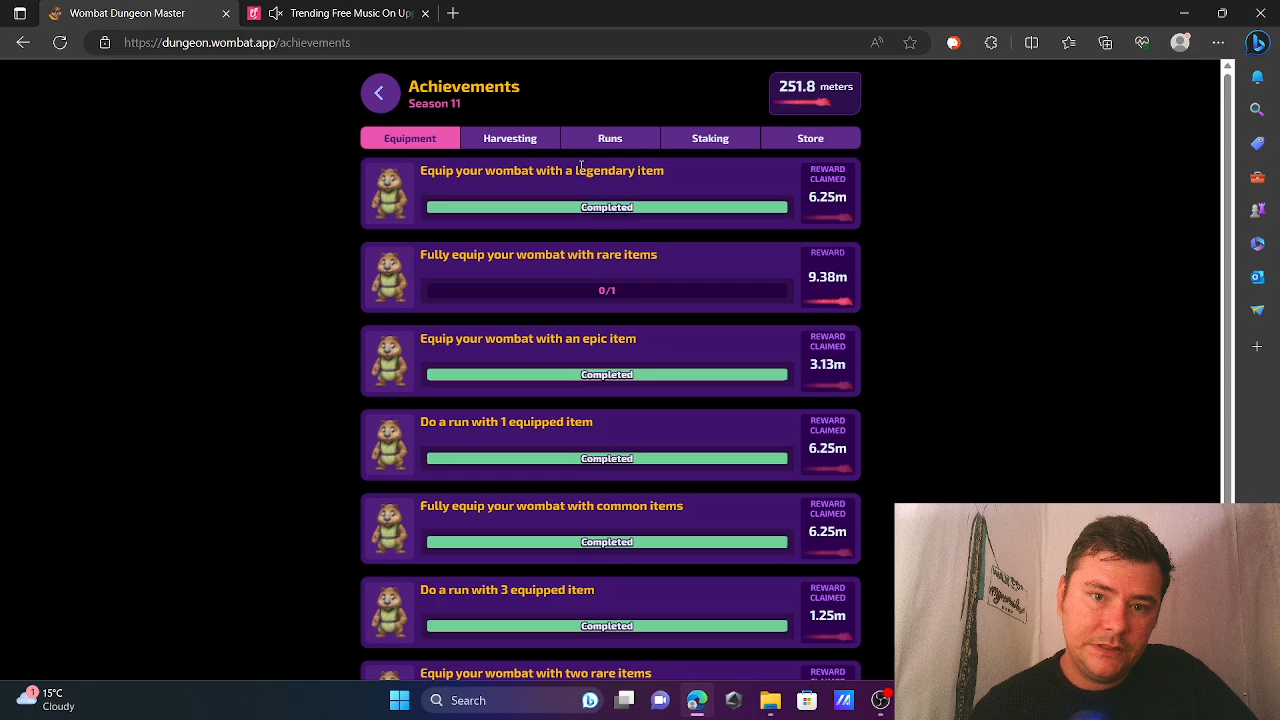 Wombat Dungeon Master
Trending Free Music On Up
https://dungeon.wombat.app/achievements
Achievements
Season 11
251.8 meters
Equipment
Harvesting
Runs
Staking
Store
Equip your wombat with a legendary item
Completed
REWARD
CLAIMED
6.25m
Fully equip your wombat with rare items
0/1
REWARD
9.38m
Equip your wombat with an epic item
Completed
REWARD
CLAIMED
3.13m
Do a run with 1 equipped item
Completed
REWARD
CLAIMED
6.25m
Fully equip your wombat with common items
Completed
REWARD
CLAIMED
6.25m
Do a run with 3 equipped item
Completed
REWARD
CLAIMED
1.25m
Equip your wombat with two rare items
REWARD
CLAIMED
1
15°C
Cloudy
Search